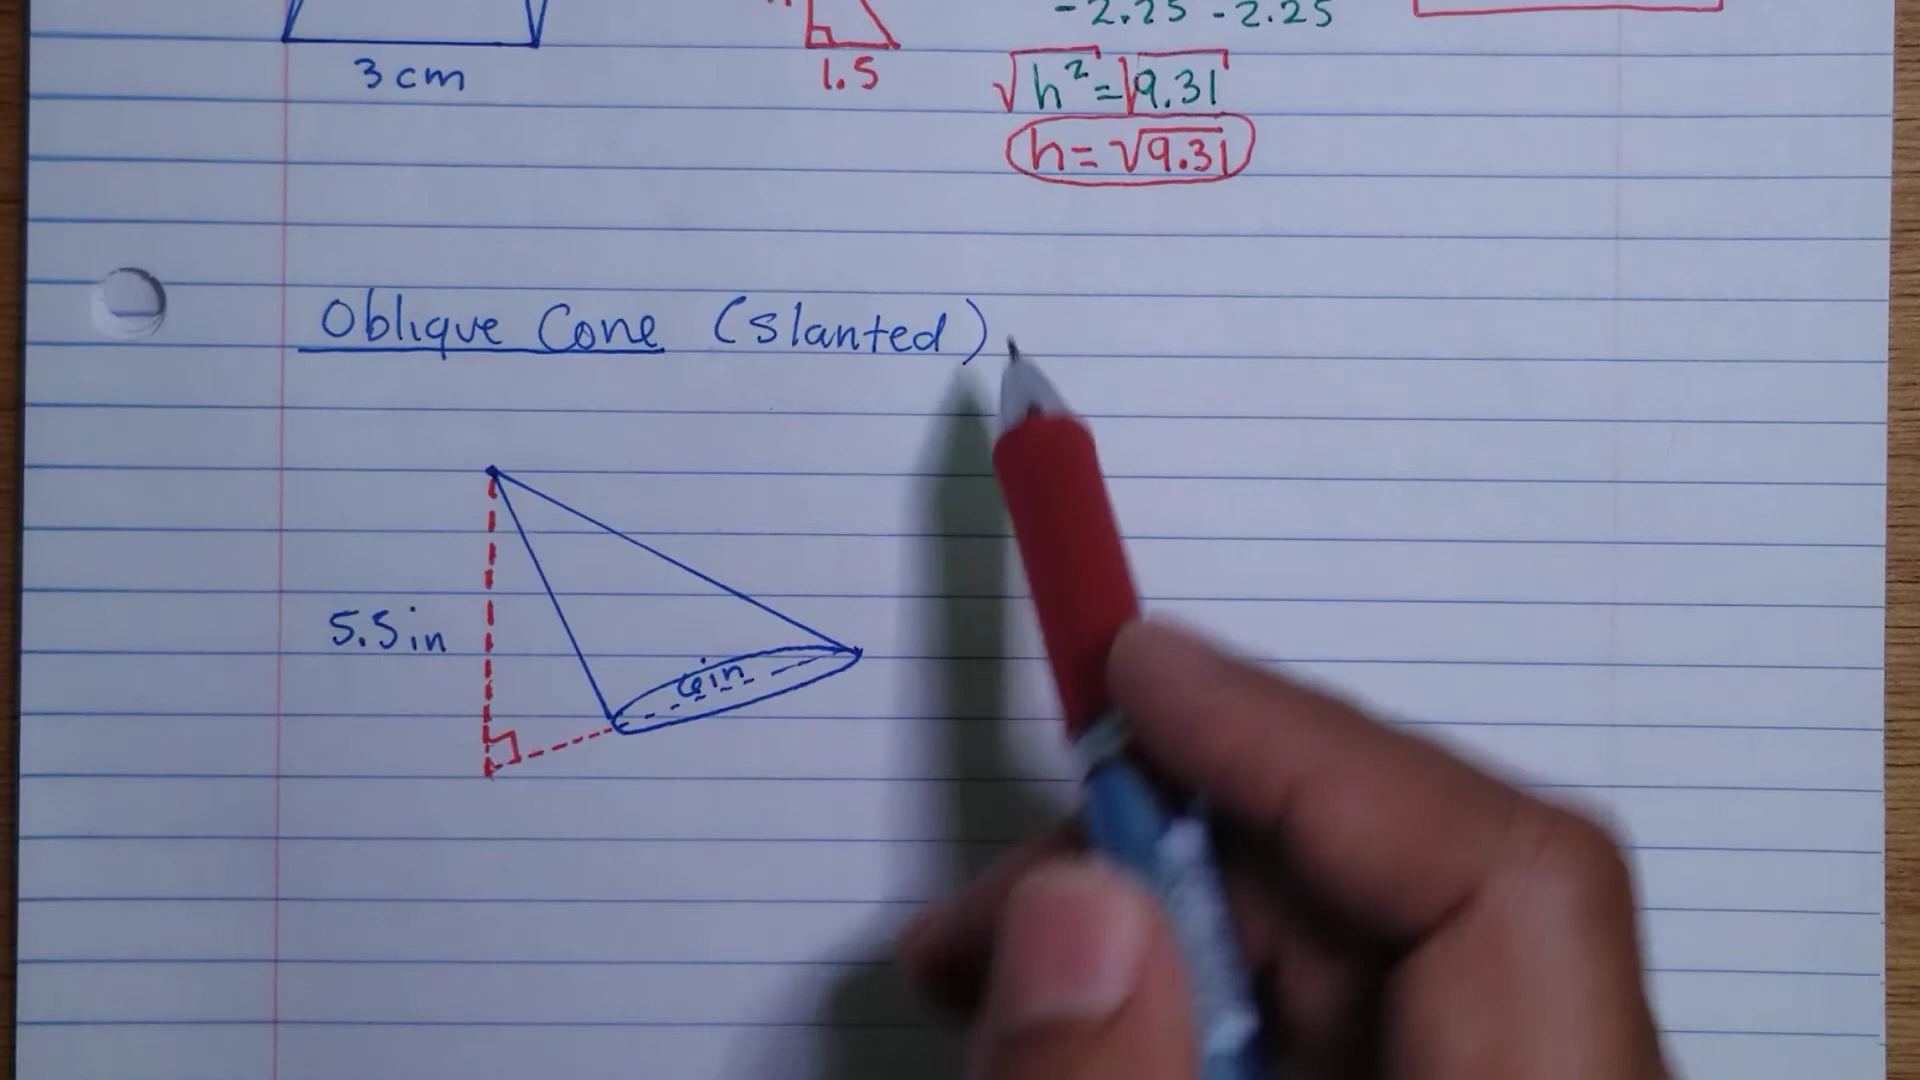 -2.25 -2.25
3 cm
1.5
√h² = √9.31
h = √9.31
Oblique Cone (slanted)
5.5 in
6 in